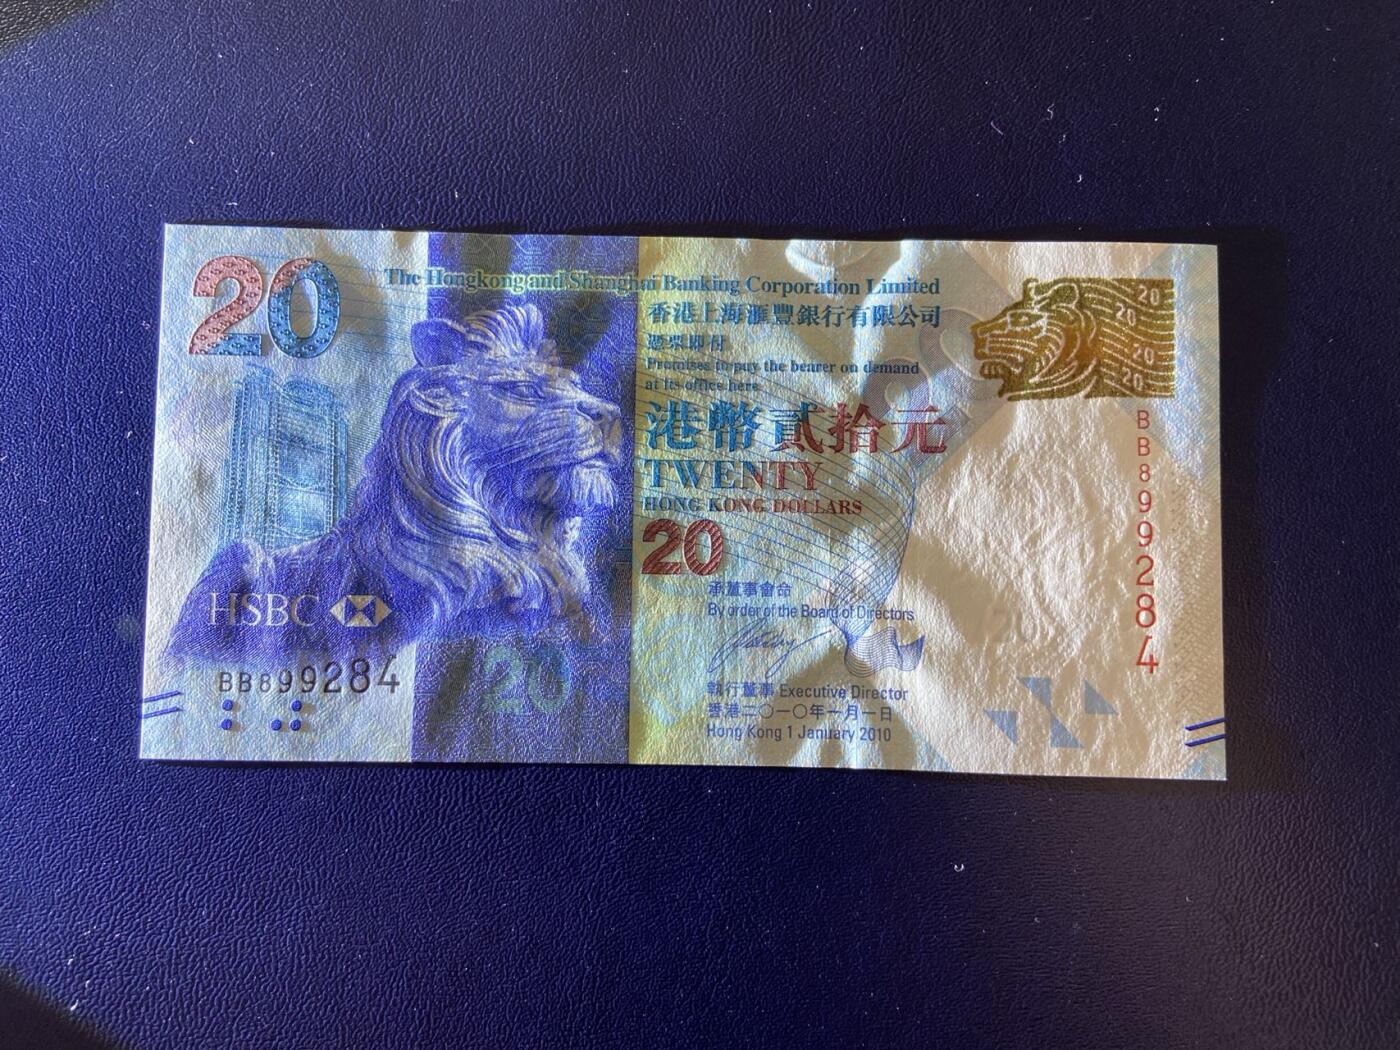 20
The Hongkong and Shanghai Banking Corporation Limited
香港上海滙豐銀行有限公司
憑票即付
Promises to pay the bearer on demand
at its office here
港幣貳拾元
TWENTY
HONG KONG DOLLARS
20
承董事會命
By order of the Board of Directors
執行董事 Executive Director
香港二〇一〇年一月一日
Hong Kong 1 January 2010
HSBC
BB899284
20
20
20
20
20
BB899284